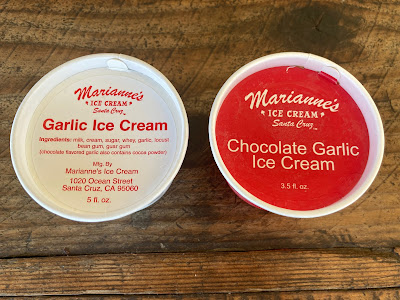 Marianne's
★ ICE CREAM ★
Santa Cruz™
Garlic Ice Cream
Ingredients: milk, cream, sugar, whey, garlic, locust
bean gum, guar gum
(chocolate flavored garlic also contains cocoa powder)
Mfg. By
Marianne's Ice Cream
1020 Ocean Street
Santa Cruz, CA 95060
5 fl. oz.
Marianne's
★ ICE CREAM ★
Santa Cruz™
Chocolate Garlic
Ice Cream
3.5 fl. oz.